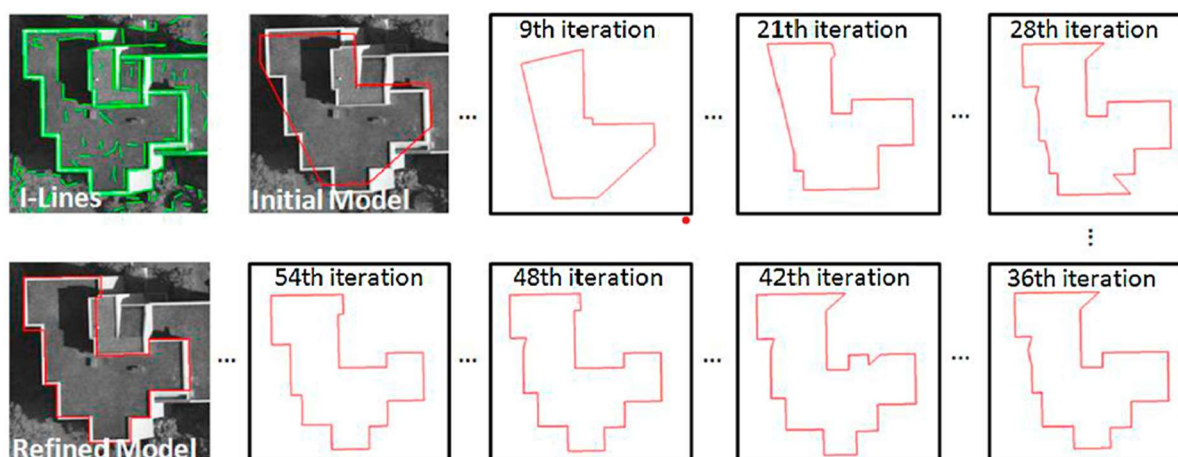 I-Lines
Initial Model
...
9th iteration
...
21th iteration
...
28th iteration
...
Refined Model
...
54th iteration
...
48th iteration
...
42th iteration
...
36th iteration